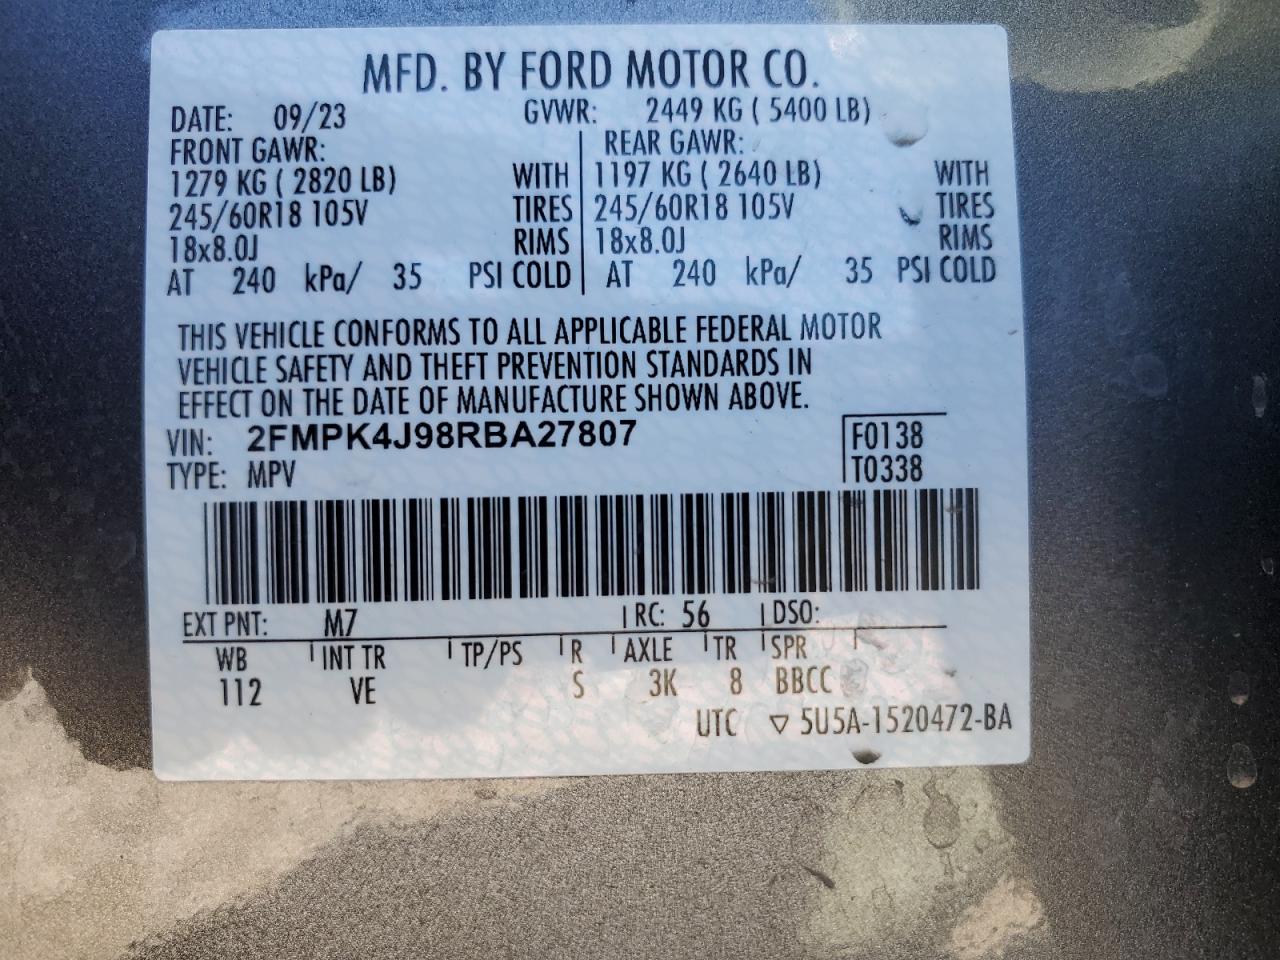 MFD. BY FORD MOTOR CO.
DATE: 09/23 GVWR: 2449 KG ( 5400 LB)
FRONT GAWR: REAR GAWR:
1279 KG ( 2820 LB) WITH 1197 KG ( 2640 LB) WITH
245/60R18 105V TIRES 245/60R18 105V TIRES
18x8.0J RIMS 18x8.0J RIMS
AT 240 kPa/ 35 PSI COLD AT 240 kPa/ 35 PSI COLD
THIS VEHICLE CONFORMS TO ALL APPLICABLE FEDERAL MOTOR
VEHICLE SAFETY AND THEFT PREVENTION STANDARDS IN
EFFECT ON THE DATE OF MANUFACTURE SHOWN ABOVE.
VIN: 2FMPK4J98RBA27807 F0138
TYPE: MPV T0338
EXT PNT: M7 RC: 56 DSO:
WB INT TR TP/PS R AXLE TR SPR
112 VE S 3K 8 BBCC
UTC ▽ 5U5A-1520472-BA